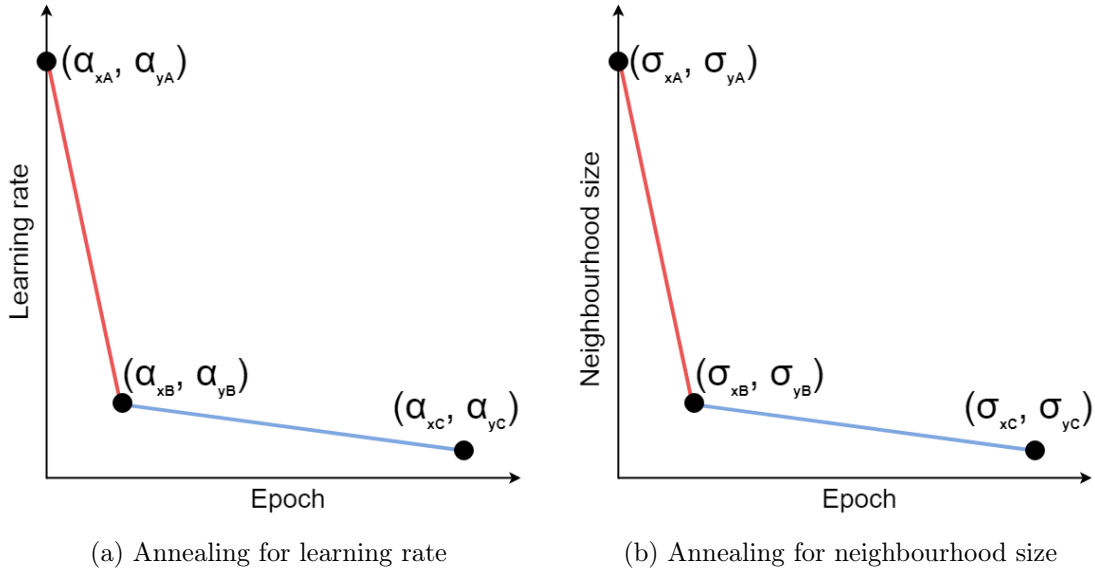 (α_xA, α_yA)
Learning rate
(α_xB, α_yB)
(α_xC, α_yC)
Epoch
(a) Annealing for learning rate
(σ_xA, σ_yA)
Neighbourhood size
(σ_xB, σ_yB)
(σ_xC, σ_yC)
Epoch
(b) Annealing for neighbourhood size